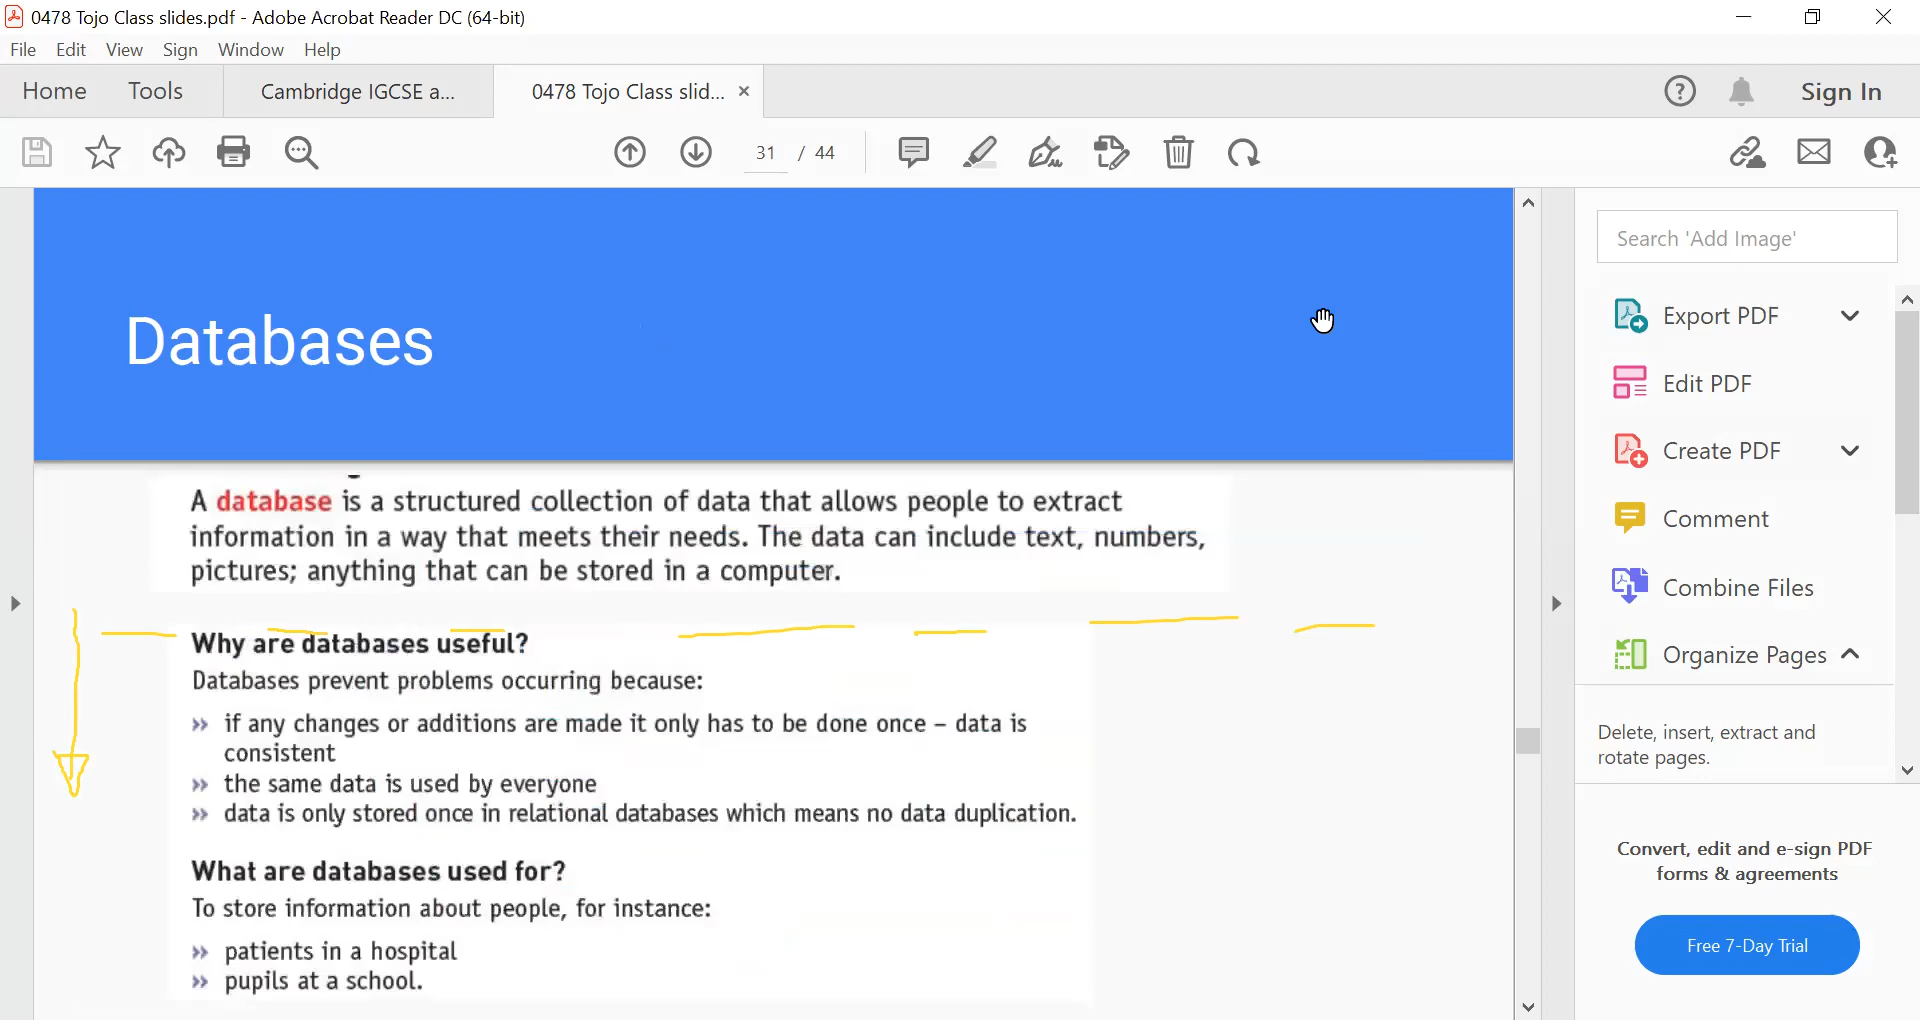 0478 Tojo Class slides.pdf - Adobe Acrobat Reader DC (64-bit)
File Edit View Sign Window Help
Home Tools Cambridge IGCSE a... 0478 Tojo Class slid... × Sign In
31 / 44
Databases
A database is a structured collection of data that allows people to extract
information in a way that meets their needs. The data can include text, numbers,
pictures; anything that can be stored in a computer.
Why are databases useful?
Databases prevent problems occurring because:
» if any changes or additions are made it only has to be done once – data is
consistent
» the same data is used by everyone
» data is only stored once in relational databases which means no data duplication.
What are databases used for?
To store information about people, for instance:
» patients in a hospital
» pupils at a school.
Search 'Add Image'
Export PDF
Edit PDF
Create PDF
Comment
Combine Files
Organize Pages
Delete, insert, extract and
rotate pages.
Convert, edit and e-sign PDF
forms & agreements
Free 7-Day Trial